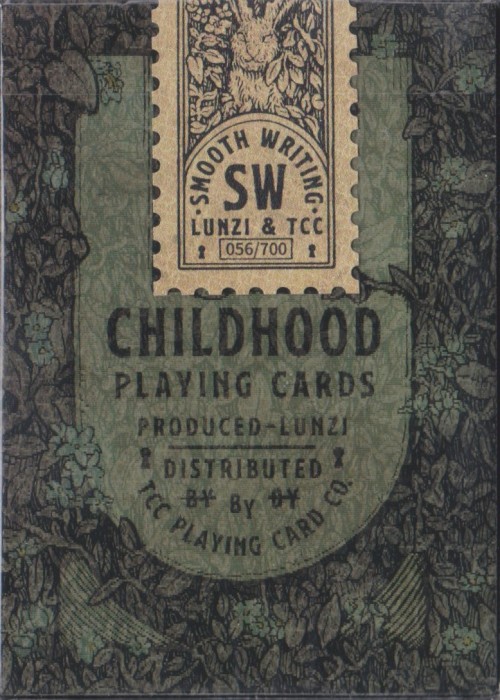 ·SMOOTH WRITING·
SW
LUNZI & TCC
056/700
CHILDHOOD
PLAYING CARDS
PRODUCED-LUNZI
DISTRIBUTED
BY BY BY
TCC PLAYING CARD CO.